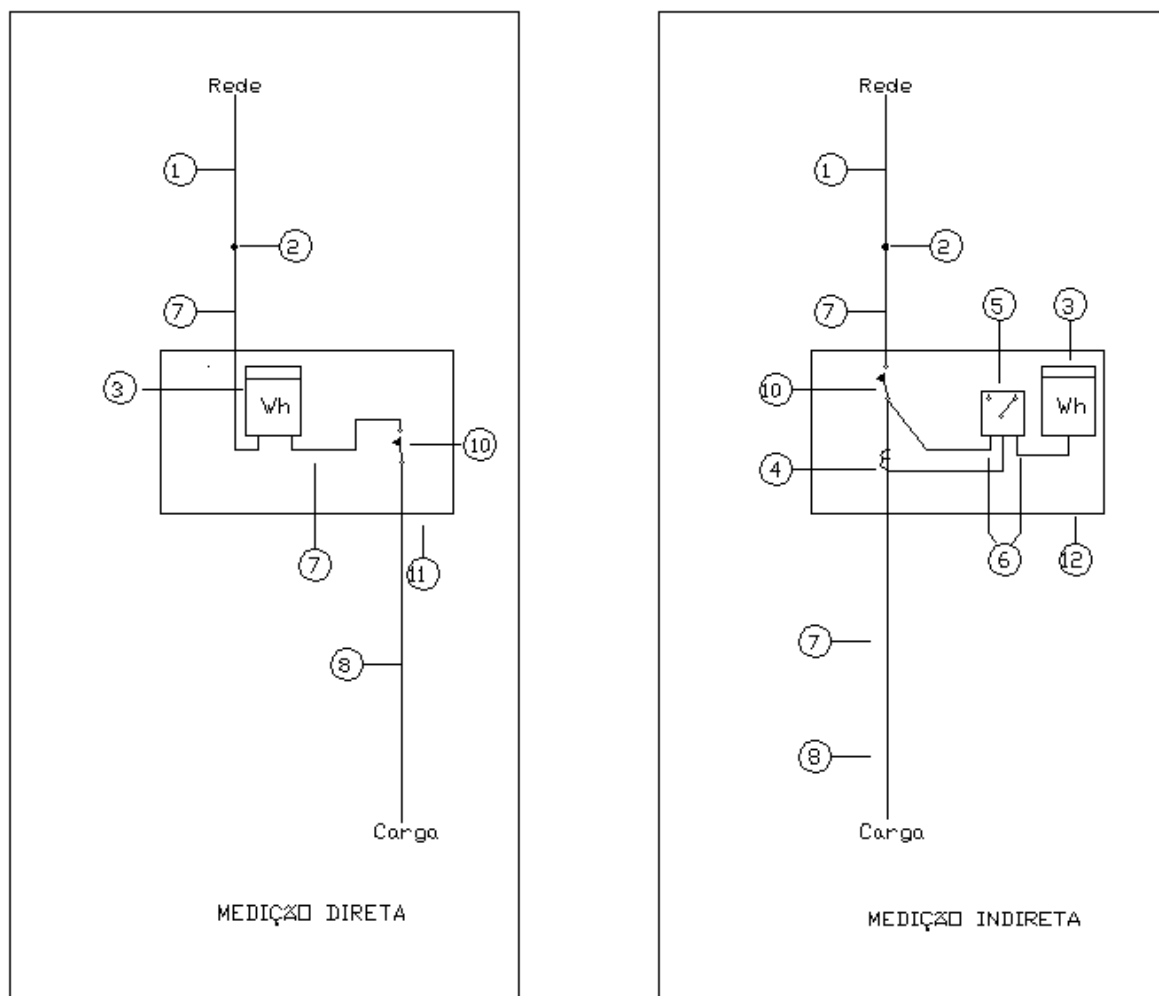 Rede
1
2
7
3
Wh
10
7
11
8
Carga
MEDIÇÃO DIRETA
Rede
1
2
7
5
3
10
Wh
4
6
12
7
8
Carga
MEDIÇÃO INDIRETA